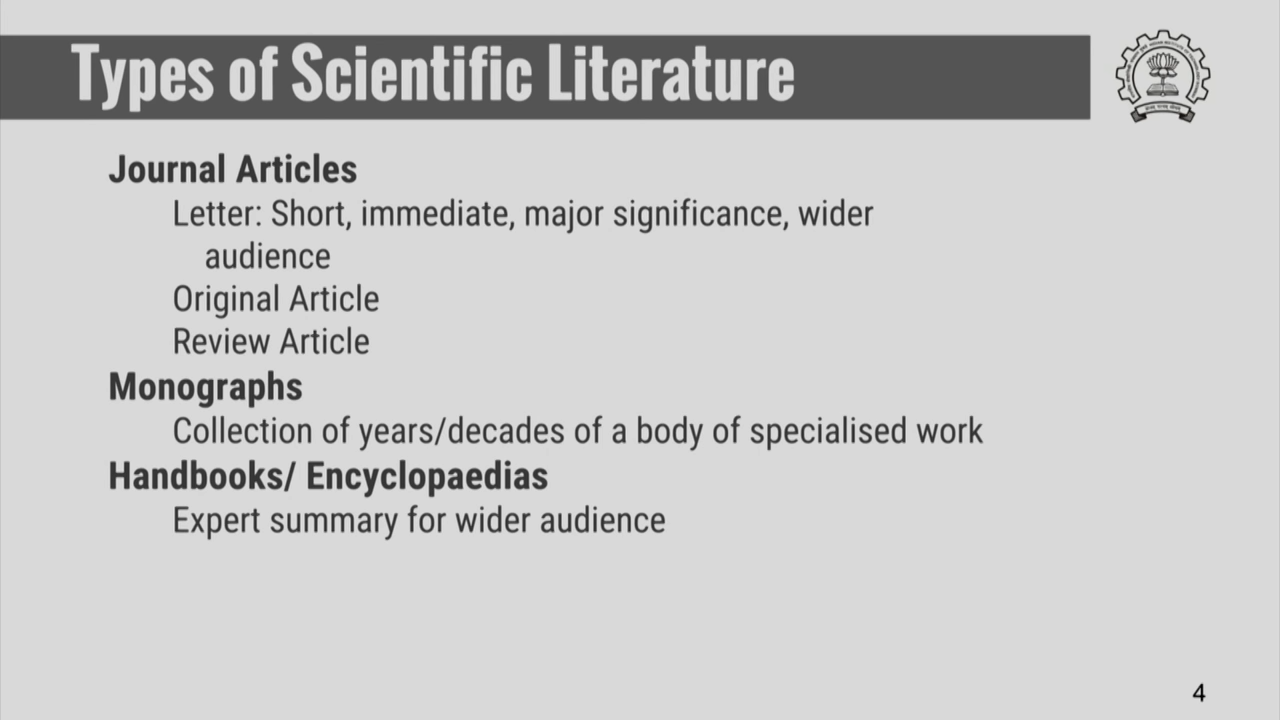 Types of Scientific Literature
Journal Articles
Letter: Short, immediate, major significance, wider
audience
Original Article
Review Article
Monographs
Collection of years/decades of a body of specialised work
Handbooks/ Encyclopaedias
Expert summary for wider audience
4